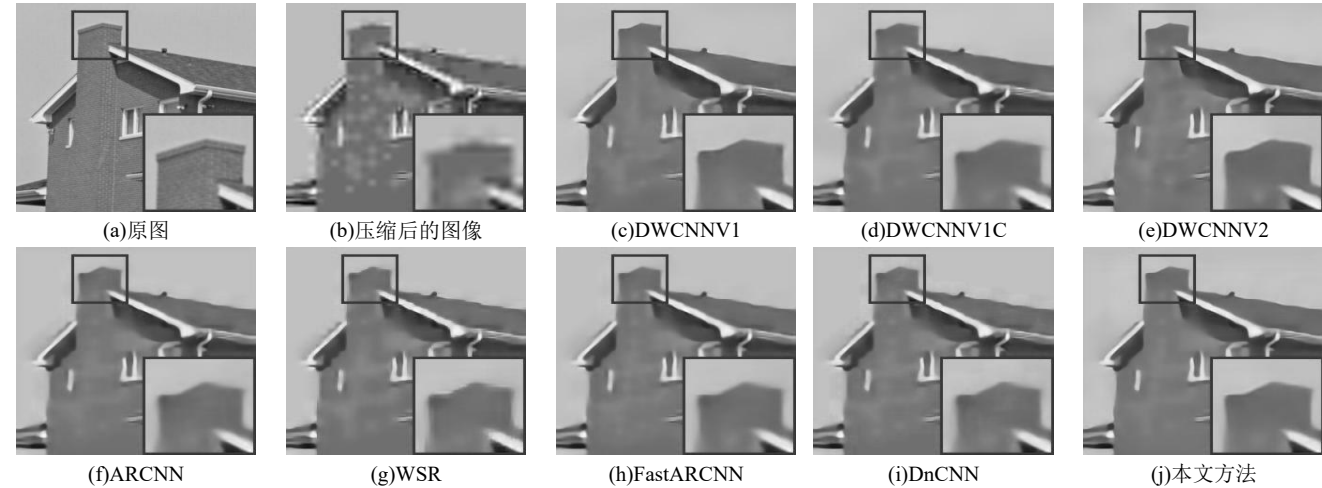 (a)原图
(b)压缩后的图像
(c)DWCNNV1
(d)DWCNNV1C
(e)DWCNNV2
(f)ARCNN
(g)WSR
(h)FastARCNN
(i)DnCNN
(j)本文方法